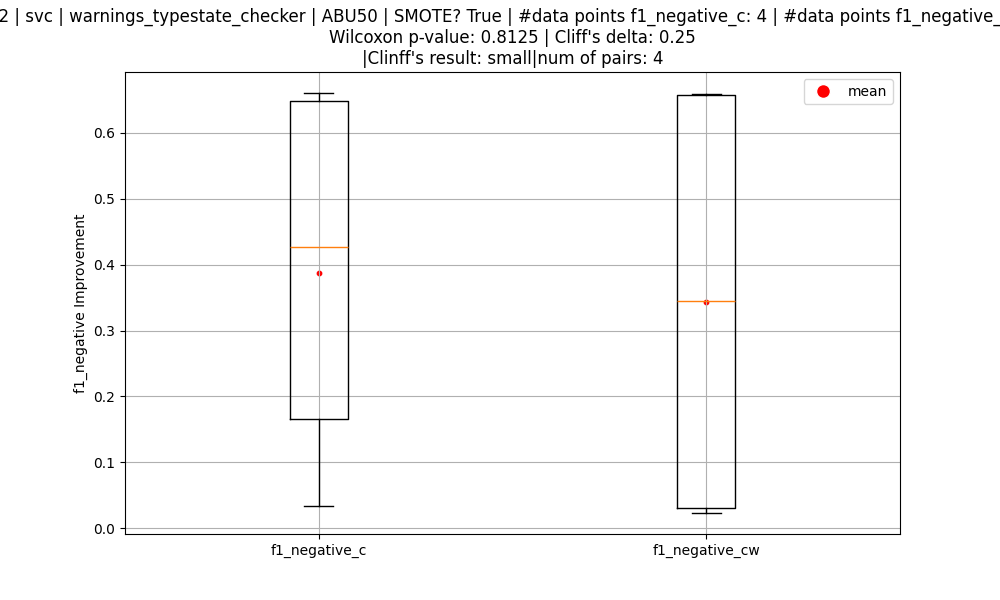 2 | svc | warnings_typestate_checker | ABU50 | SMOTE? True | #data points f1_negative_c: 4 | #data points f1_negative_
Wilcoxon p-value: 0.8125 | Cliff's delta: 0.25
|Clinff's result: small|num of pairs: 4
mean
f1_negative Improvement
0.6
0.5
0.4
0.3
0.2
0.1
0.0
f1_negative_c
f1_negative_cw